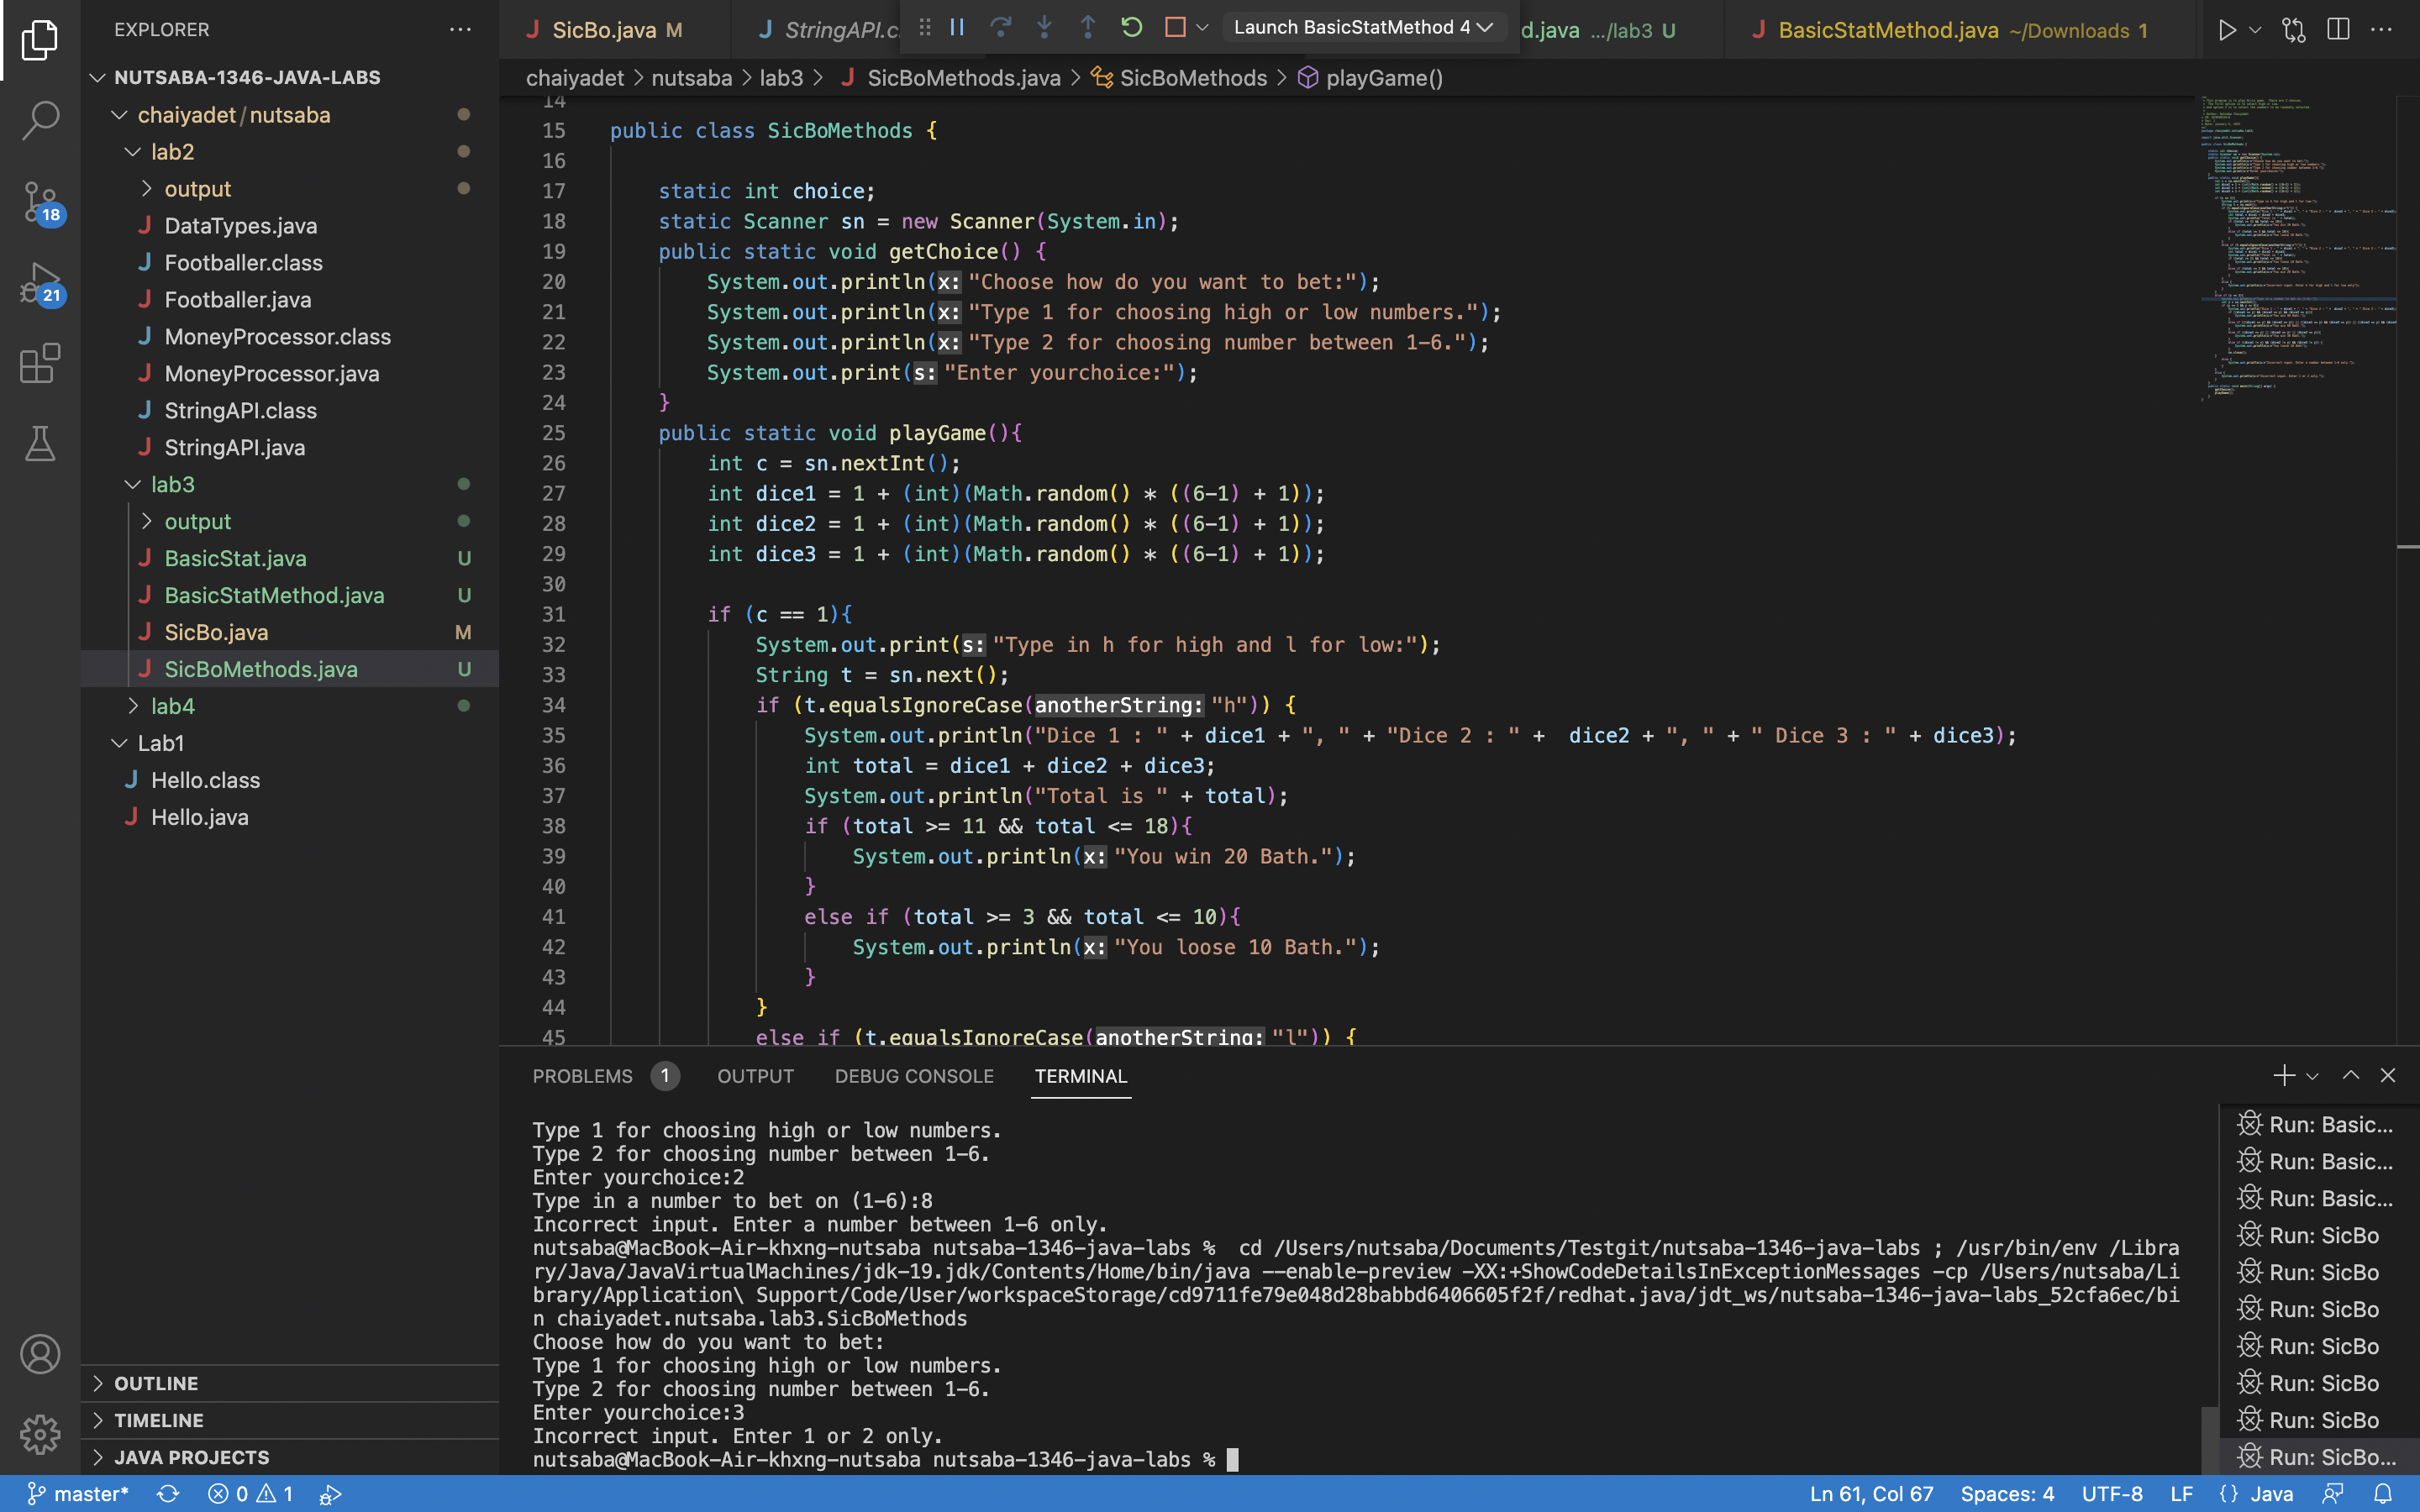 EXPLORER
NUTSABA-1346-JAVA-LABS
chaiyadet/nutsaba
lab2
output
DataTypes.java
Footballer.class
Footballer.java
MoneyProcessor.class
MoneyProcessor.java
StringAPI.class
StringAPI.java
lab3
output
BasicStat.java U
BasicStatMethod.java U
SicBo.java M
SicBoMethods.java U
lab4
Lab1
Hello.class
Hello.java
OUTLINE
TIMELINE
JAVA PROJECTS
18
21
SicBo.java M
StringAPI.c
Launch BasicStatMethod 4
d.java .../lab3 U
BasicStatMethod.java ~/Downloads 1
chaiyadet > nutsaba > lab3 > SicBoMethods.java > SicBoMethods > playGame()
14
15 public class SicBoMethods {
16
17 static int choice;
18 static Scanner sn = new Scanner(System.in);
19 public static void getChoice() {
20 System.out.println(x: "Choose how do you want to bet:");
21 System.out.println(x: "Type 1 for choosing high or low numbers.");
22 System.out.println(x: "Type 2 for choosing number between 1-6.");
23 System.out.print(s: "Enter yourchoice:");
24 }
25 public static void playGame(){
26 int c = sn.nextInt();
27 int dice1 = 1 + (int)(Math.random() * ((6-1) + 1));
28 int dice2 = 1 + (int)(Math.random() * ((6-1) + 1));
29 int dice3 = 1 + (int)(Math.random() * ((6-1) + 1));
30
31 if (c == 1){
32 System.out.print(s: "Type in h for high and l for low:");
33 String t = sn.next();
34 if (t.equalsIgnoreCase(anotherString: "h")) {
35 System.out.println("Dice 1 : " + dice1 + ", " + "Dice 2 : " +  dice2 + ", " + " Dice 3 : " + dice3);
36 int total = dice1 + dice2 + dice3;
37 System.out.println("Total is " + total);
38 if (total >= 11 && total <= 18){
39 System.out.println(x: "You win 20 Bath.");
40 }
41 else if (total >= 3 && total <= 10){
42 System.out.println(x: "You loose 10 Bath.");
43 }
44 }
45 else if (t.equalsIgnoreCase(anotherString: "l")) {
PROBLEMS 1 OUTPUT DEBUG CONSOLE TERMINAL
Type 1 for choosing high or low numbers.
Type 2 for choosing number between 1-6.
Enter yourchoice:2
Type in a number to bet on (1-6):8
Incorrect input. Enter a number between 1-6 only.
nutsaba@MacBook-Air-khxng-nutsaba nutsaba-1346-java-labs %  cd /Users/nutsaba/Documents/Testgit/nutsaba-1346-java-labs ; /usr/bin/env /Libra
ry/Java/JavaVirtualMachines/jdk-19.jdk/Contents/Home/bin/java --enable-preview -XX:+ShowCodeDetailsInExceptionMessages -cp /Users/nutsaba/Li
brary/Application\ Support/Code/User/workspaceStorage/cd9711fe79e048d28babbd6406605f2f/redhat.java/jdt_ws/nutsaba-1346-java-labs_52cfa6ec/bi
n chaiyadet.nutsaba.lab3.SicBoMethods
Choose how do you want to bet:
Type 1 for choosing high or low numbers.
Type 2 for choosing number between 1-6.
Enter yourchoice:3
Incorrect input. Enter 1 or 2 only.
nutsaba@MacBook-Air-khxng-nutsaba nutsaba-1346-java-labs %
Run: Basic...
Run: Basic...
Run: Basic...
Run: SicBo
Run: SicBo
Run: SicBo
Run: SicBo
Run: SicBo
Run: SicBo
Run: SicBo...
master* 0 1
Ln 61, Col 67 Spaces: 4 UTF-8 LF {} Java